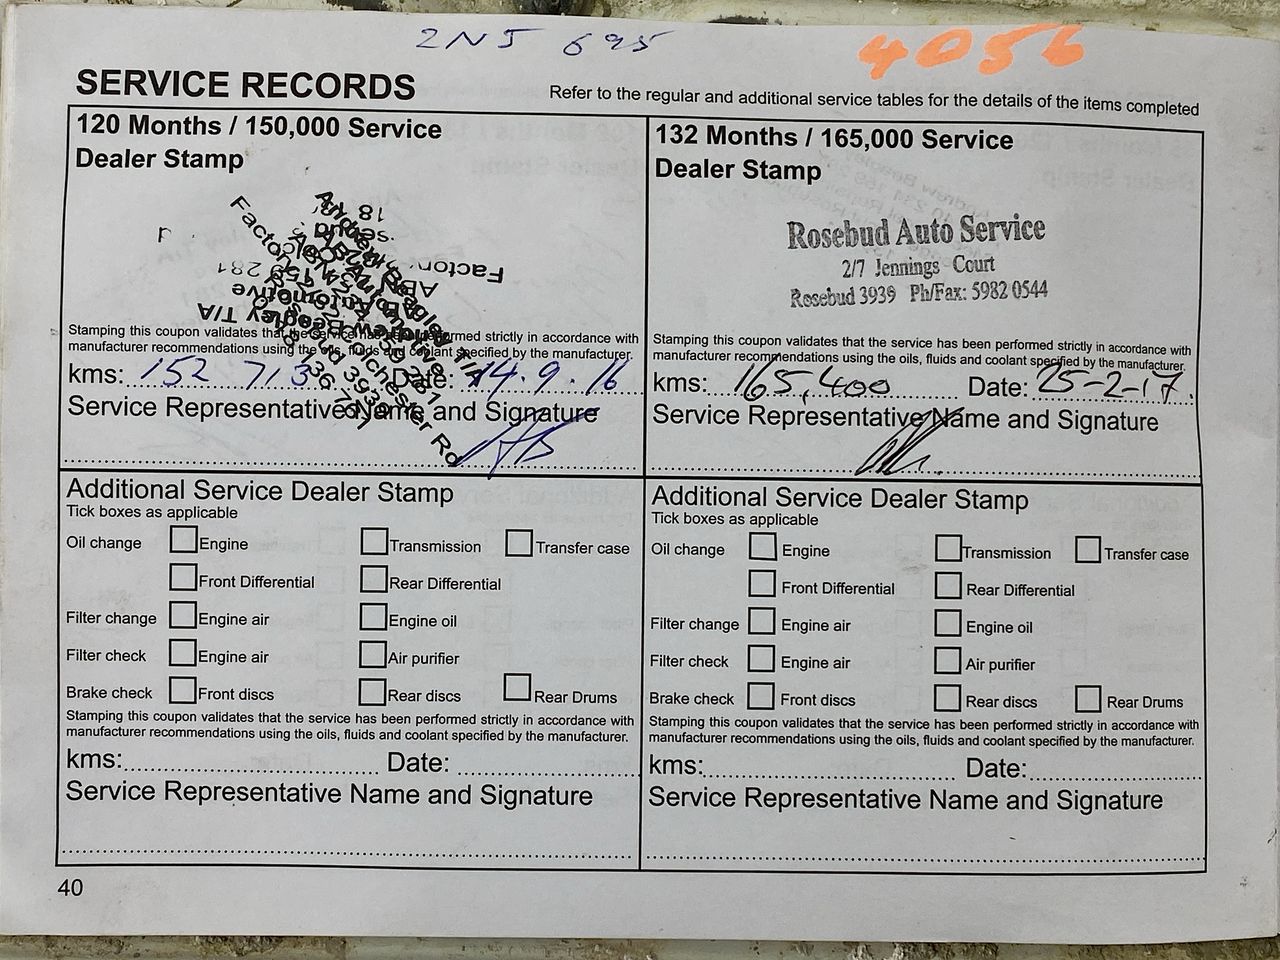 2N5 695
4056
SERVICE RECORDS
Refer to the regular and additional service tables for the details of the items completed
120 Months / 150,000 Service
Dealer Stamp
Stamping this coupon validates that the service has been performed strictly in accordance with
manufacturer recommendations using the oils, fluids and coolant specified by the manufacturer.
kms: 152 713 Date: 14.9.16
Service Representative Name and Signature
132 Months / 165,000 Service
Dealer Stamp
Rosebud Auto Service
2/7 Jennings Court
Rosebud 3939 Ph/Fax: 5982 0544
Stamping this coupon validates that the service has been performed strictly in accordance with
manufacturer recommendations using the oils, fluids and coolant specified by the manufacturer.
kms: 165,400 Date: 25-2-17
Service Representative Name and Signature
Additional Service Dealer Stamp
Tick boxes as applicable
Oil change Engine Transmission Transfer case
Front Differential Rear Differential
Filter change Engine air Engine oil
Filter check Engine air Air purifier
Brake check Front discs Rear discs Rear Drums
Stamping this coupon validates that the service has been performed strictly in accordance with
manufacturer recommendations using the oils, fluids and coolant specified by the manufacturer.
kms: Date:
Service Representative Name and Signature
Additional Service Dealer Stamp
Tick boxes as applicable
Oil change Engine Transmission Transfer case
Front Differential Rear Differential
Filter change Engine air Engine oil
Filter check Engine air Air purifier
Brake check Front discs Rear discs Rear Drums
Stamping this coupon validates that the service has been performed strictly in accordance with
manufacturer recommendations using the oils, fluids and coolant specified by the manufacturer.
kms: Date:
Service Representative Name and Signature
40